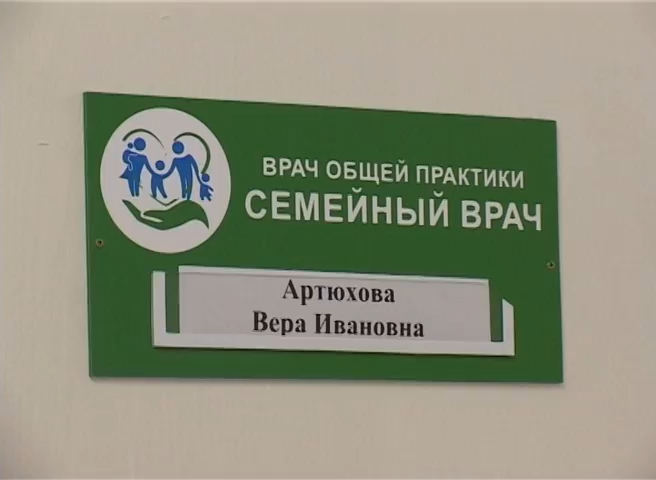 ВРАЧ ОБЩЕЙ ПРАКТИКИ
СЕМЕЙНЫЙ ВРАЧ
Артюхова
Вера Ивановна